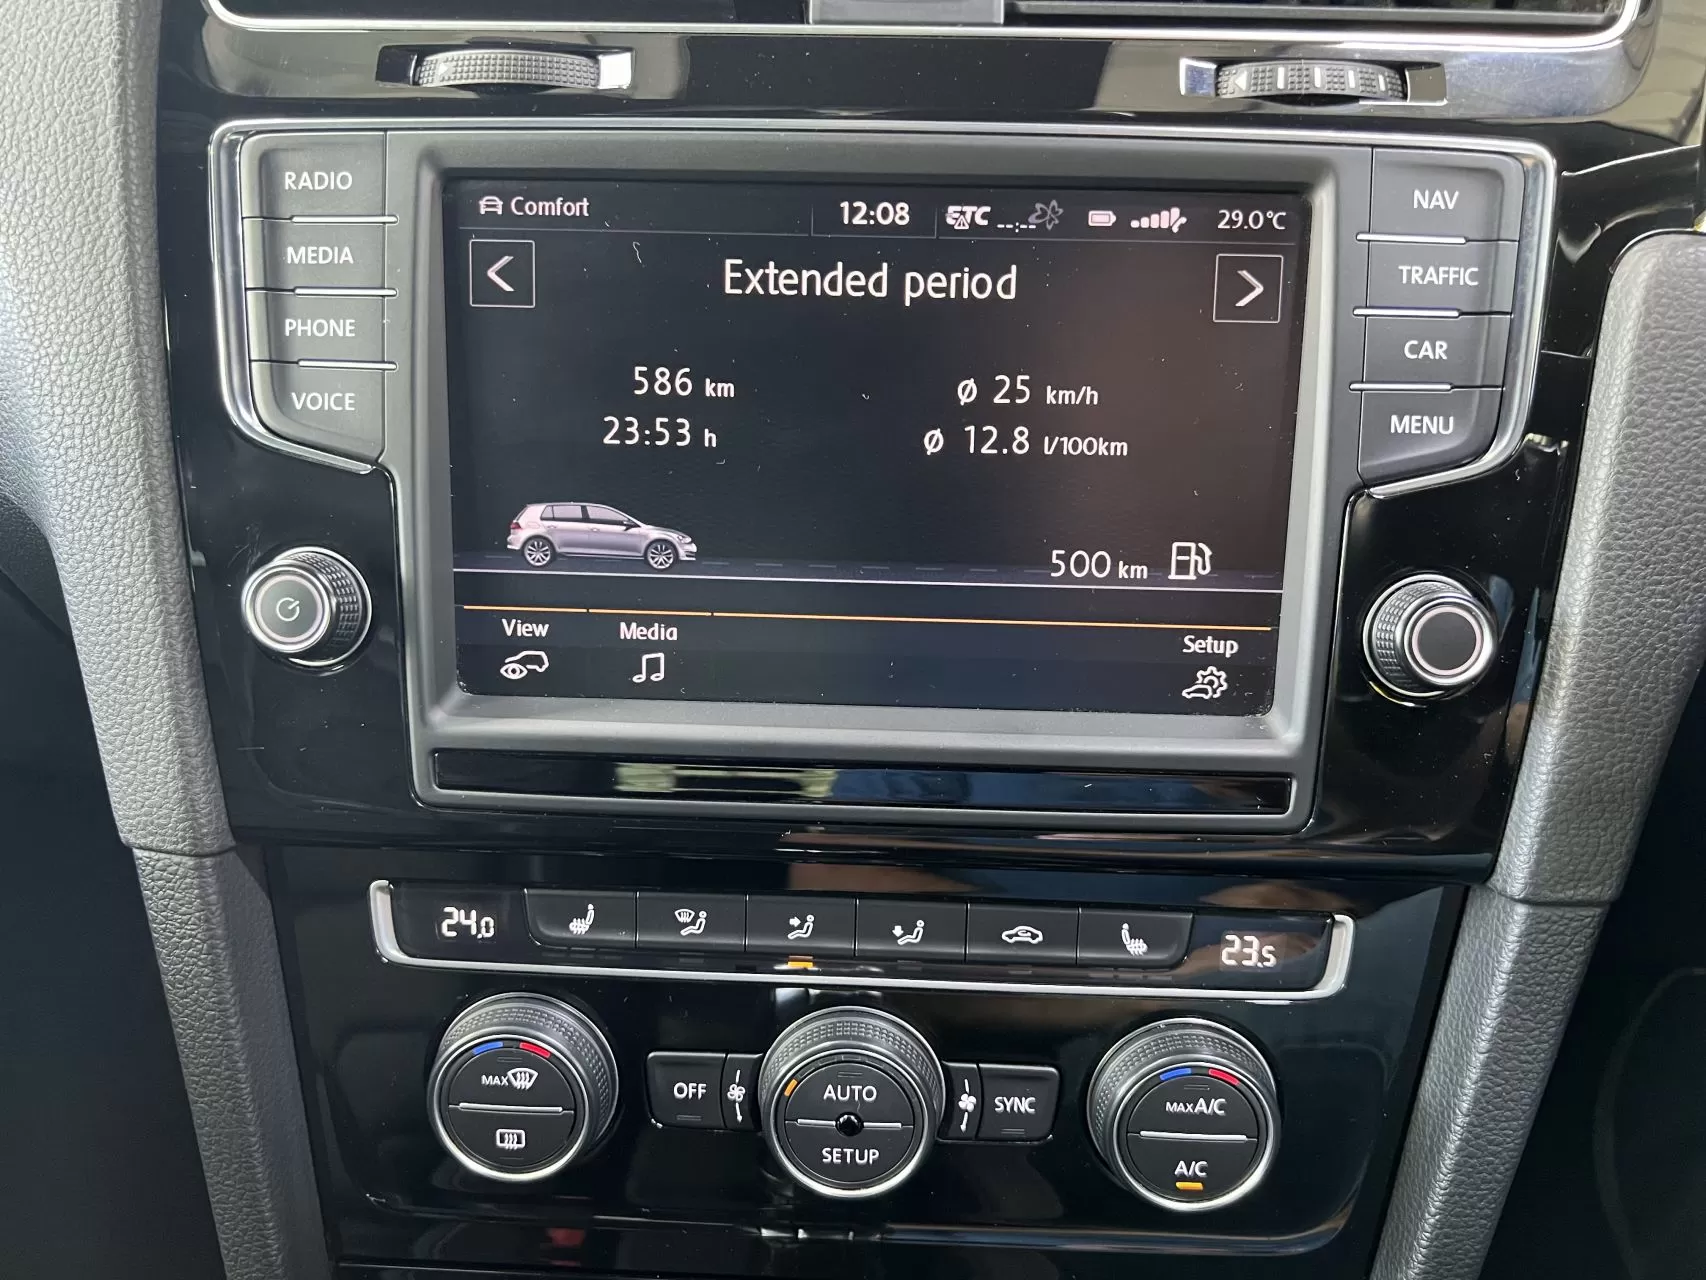 RADIO
MEDIA
PHONE
VOICE
Comfort
12:08
ETC
--:--
29.0°C
Extended period
586 km
ø 25 km/h
23:53 h
ø 12.8 l/100km
500 km
View
Media
Setup
NAV
TRAFFIC
CAR
MENU
24.0
23.5
MAX
OFF
AUTO
SETUP
SYNC
MAX A/C
A/C